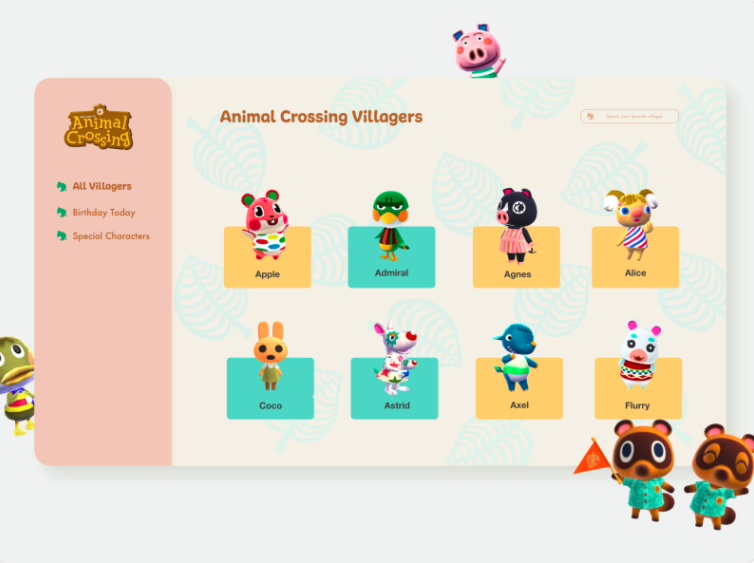 Animal
Crossing
All Villagers
Birthday Today
Special Characters
Animal Crossing Villagers
Search your favorite villager
Apple
Admiral
Agnes
Alice
Coco
Astrid
Axel
Flurry